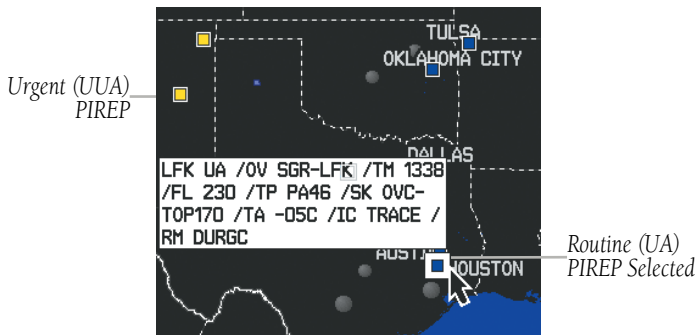 TULSA
OKLAHOMA CITY
Urgent (UUA)
PIREP
DALLAS
LFK UA /OV SGR-LFK /TM 1338
/FL 230 /TP PA46 /SK OVC-
TOP170 /TA -05C /IC TRACE /
RM DURGC
AUSTIN
HOUSTON
Routine (UA)
PIREP Selected